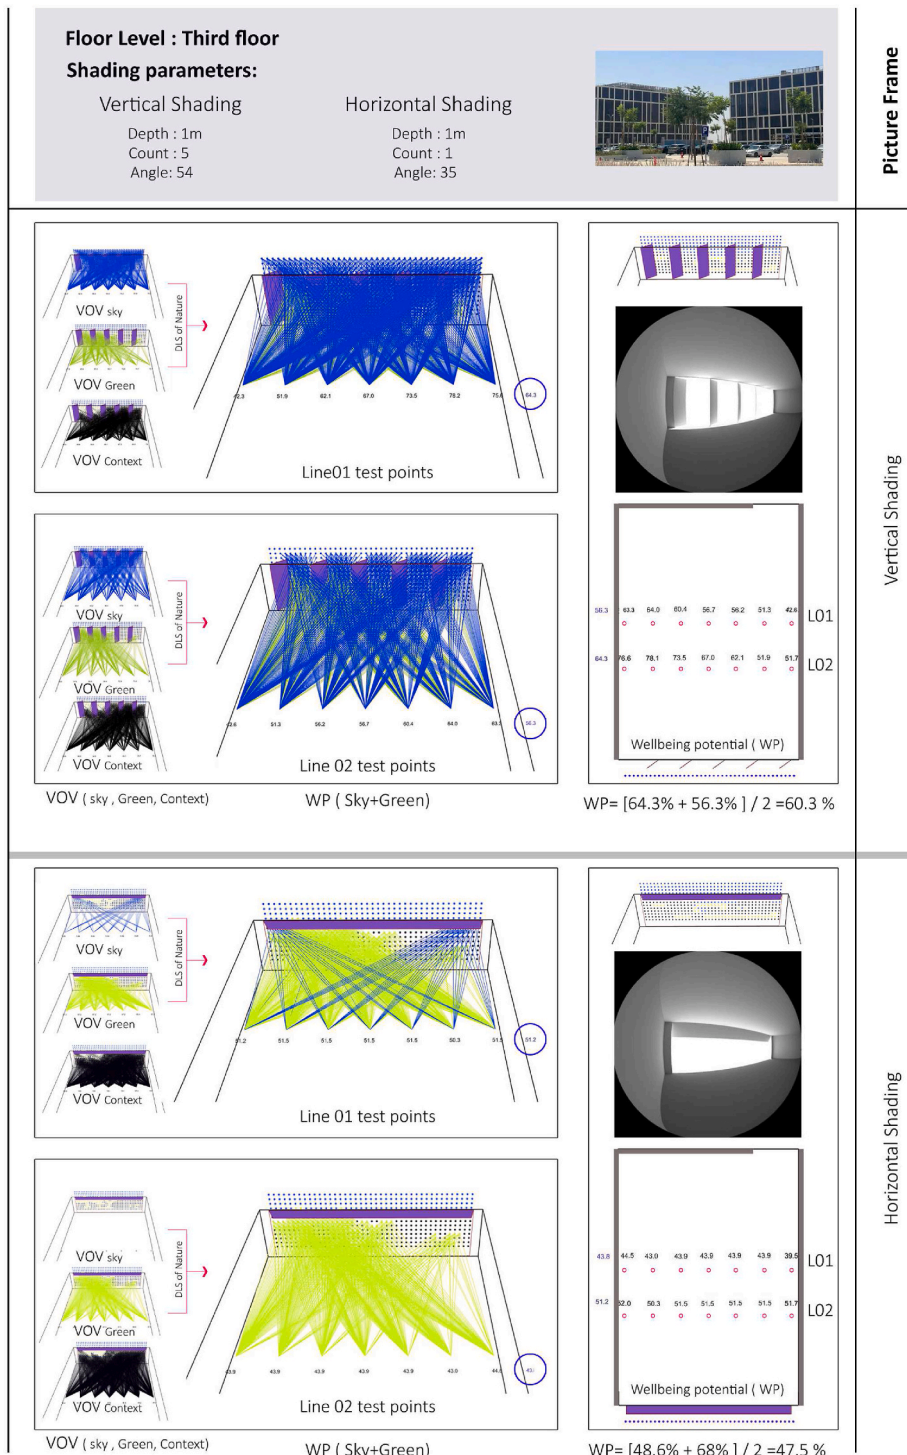 Floor Level : Third floor
Shading parameters:
Vertical Shading
Depth : 1m
Count : 5
Angle: 54
Horizontal Shading
Depth : 1m
Count : 1
Angle: 35
Picture Frame
VOV sky
VOV Green
VOV Context
DLS of Nature
51.9 62.1 67.0 73.5 78.2 64.3
Line01 test points
VOV sky
VOV Green
VOV Context
DLS of Nature
51.3 56.2 56.7 60.4 64.0 56.3
Line 02 test points
VOV ( sky , Green, Context)
WP ( Sky+Green)
56.3 63.3 64.0 60.4 56.7 56.2 51.3 42.6 L01
64.3 76.6 78.1 73.5 67.0 62.1 51.9 51.7 L02
Wellbeing potential ( WP)
WP= [64.3% + 56.3% ] / 2 =60.3 %
Vertical Shading
VOV sky
VOV Green
VOV Context
DLS of Nature
51.2 51.5 51.5 51.5 51.5 50.3 51.2
Line 01 test points
VOV sky
VOV Green
VOV Context
DLS of Nature
43.9 43.9 43.9 43.9 43.9 43.0
Line 02 test points
VOV ( sky , Green, Context)
WP ( Sky+Green)
43.8 44.5 43.0 43.9 43.9 43.9 43.9 39.5 L01
51.2 52.0 50.3 51.5 51.5 51.5 51.5 51.7 L02
Wellbeing potential ( WP)
WP= [48.6% + 68% ] / 2 =47.5 %
Horizontal Shading